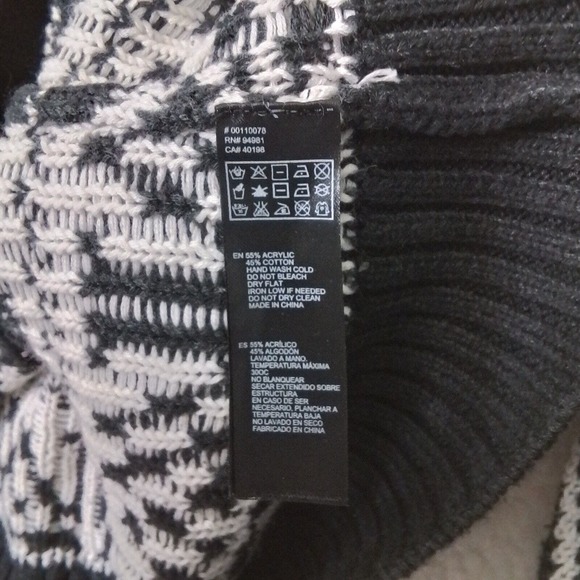 # 00110078
RN# 94981
CA# 40198
EN 55% ACRYLIC
45% COTTON
HAND WASH COLD
DO NOT BLEACH
DRY FLAT
IRON LOW IF NEEDED
DO NOT DRY CLEAN
MADE IN CHINA
ES 55% ACRÍLICO
45% ALGODÓN
LAVADO A MANO.
TEMPERATURA MÁXIMA
30OC
NO BLANQUEAR
SECAR EXTENDIDO SOBRE
ESTRUCTURA
EN CASO DE SER
NECESARIO, PLANCHAR A
TEMPERATURA BAJA
NO LAVADO EN SECO
FABRICADO EN CHINA